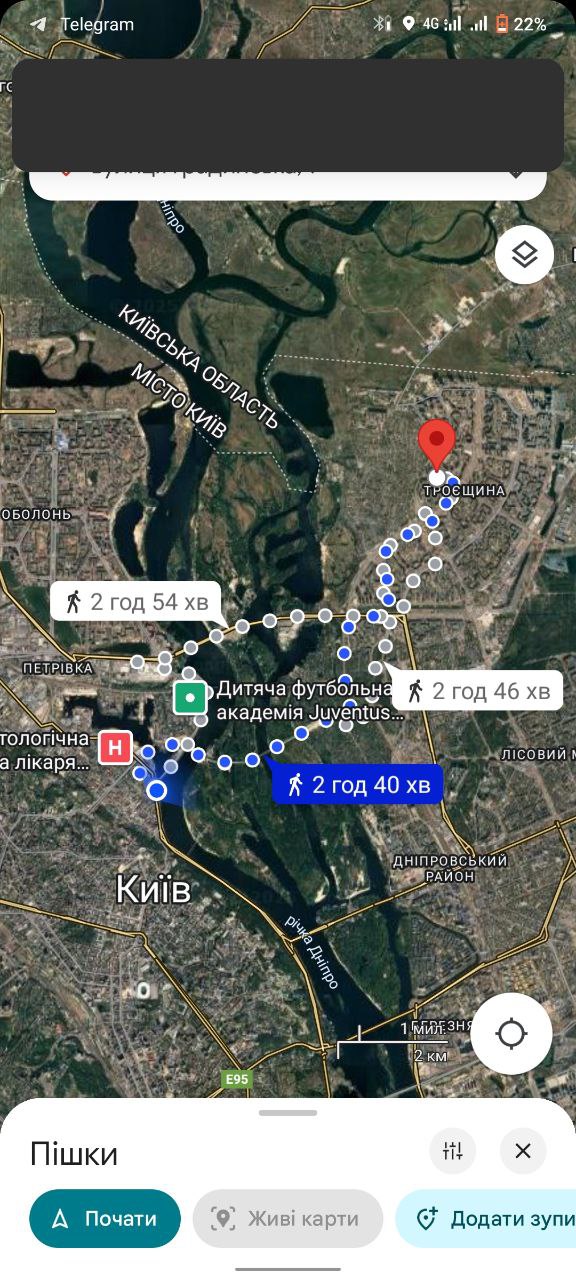 Telegram
4G
22%
Дніпро
КИЇВСЬКА ОБЛАСТЬ
МІСТО КИЇВ
ОБОЛОНЬ
ТРОЄЩИНА
2 год 54 хв
ПЕТРІВКА
Дитяча футбольна
академія Juventus...
2 год 46 хв
тологічна
а лікаря...
2 год 40 хв
ЛІСОВИЙ М
ДНІПРОВСЬКИЙ
РАЙОН
Київ
річка Дніпро
1 мил.
2 км
E95
Пішки
Почати
Живі карти
Додати зупи